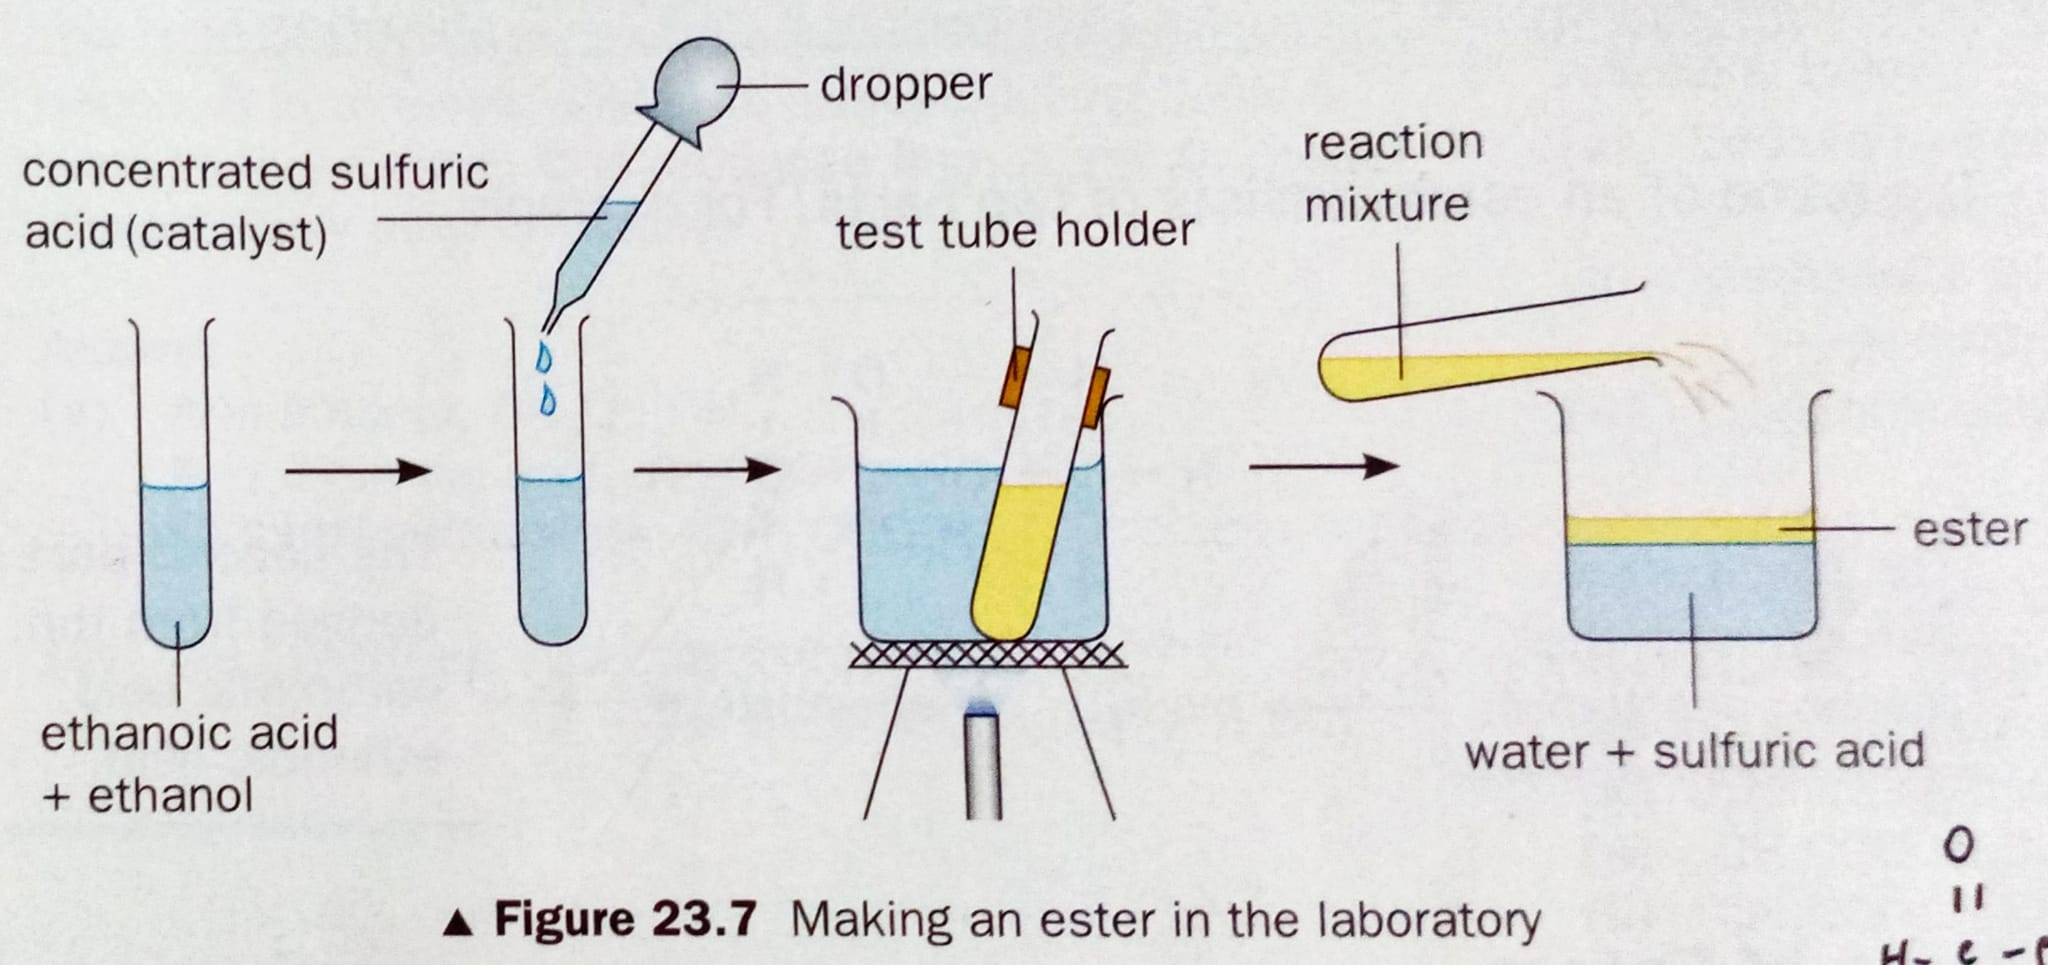 dropper
concentrated sulfuric
acid (catalyst)
test tube holder
reaction
mixture
ethanoic acid
+ ethanol
ester
water + sulfuric acid
▲ Figure 23.7 Making an ester in the laboratory
O
H - C -